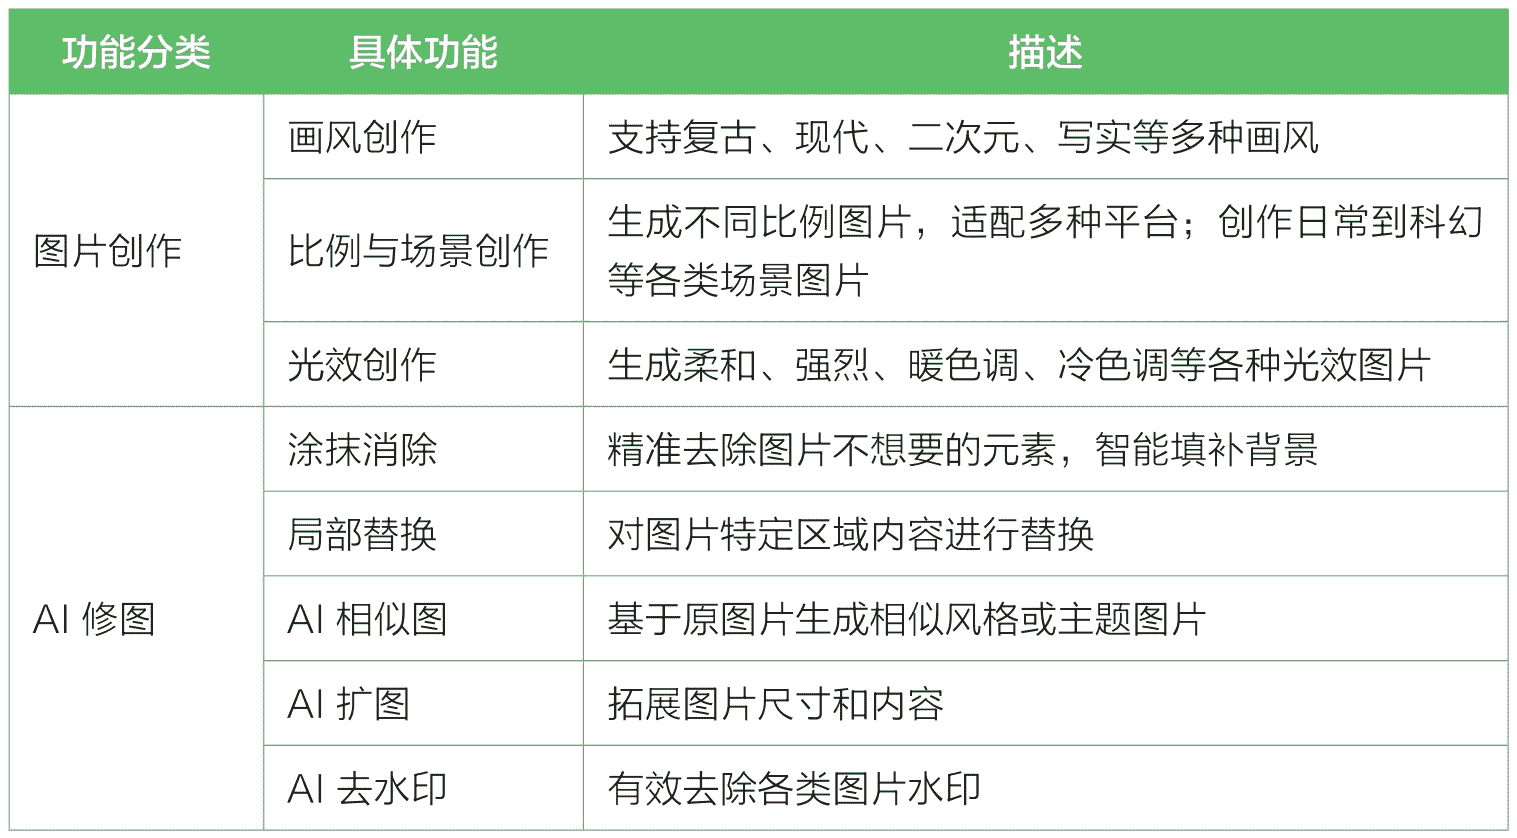 功能分类 具体功能 描述
图片创作
画风创作 支持复古、现代、二次元、写实等多种画风
比例与场景创作 生成不同比例图片，适配多种平台；创作日常到科幻
等各类场景图片
光效创作 生成柔和、强烈、暖色调、冷色调等各种光效图片
AI 修图
涂抹消除 精准去除图片不想要的元素，智能填补背景
局部替换 对图片特定区域内容进行替换
AI 相似图 基于原图片生成相似风格或主题图片
AI 扩图 拓展图片尺寸和内容
AI 去水印 有效去除各类图片水印